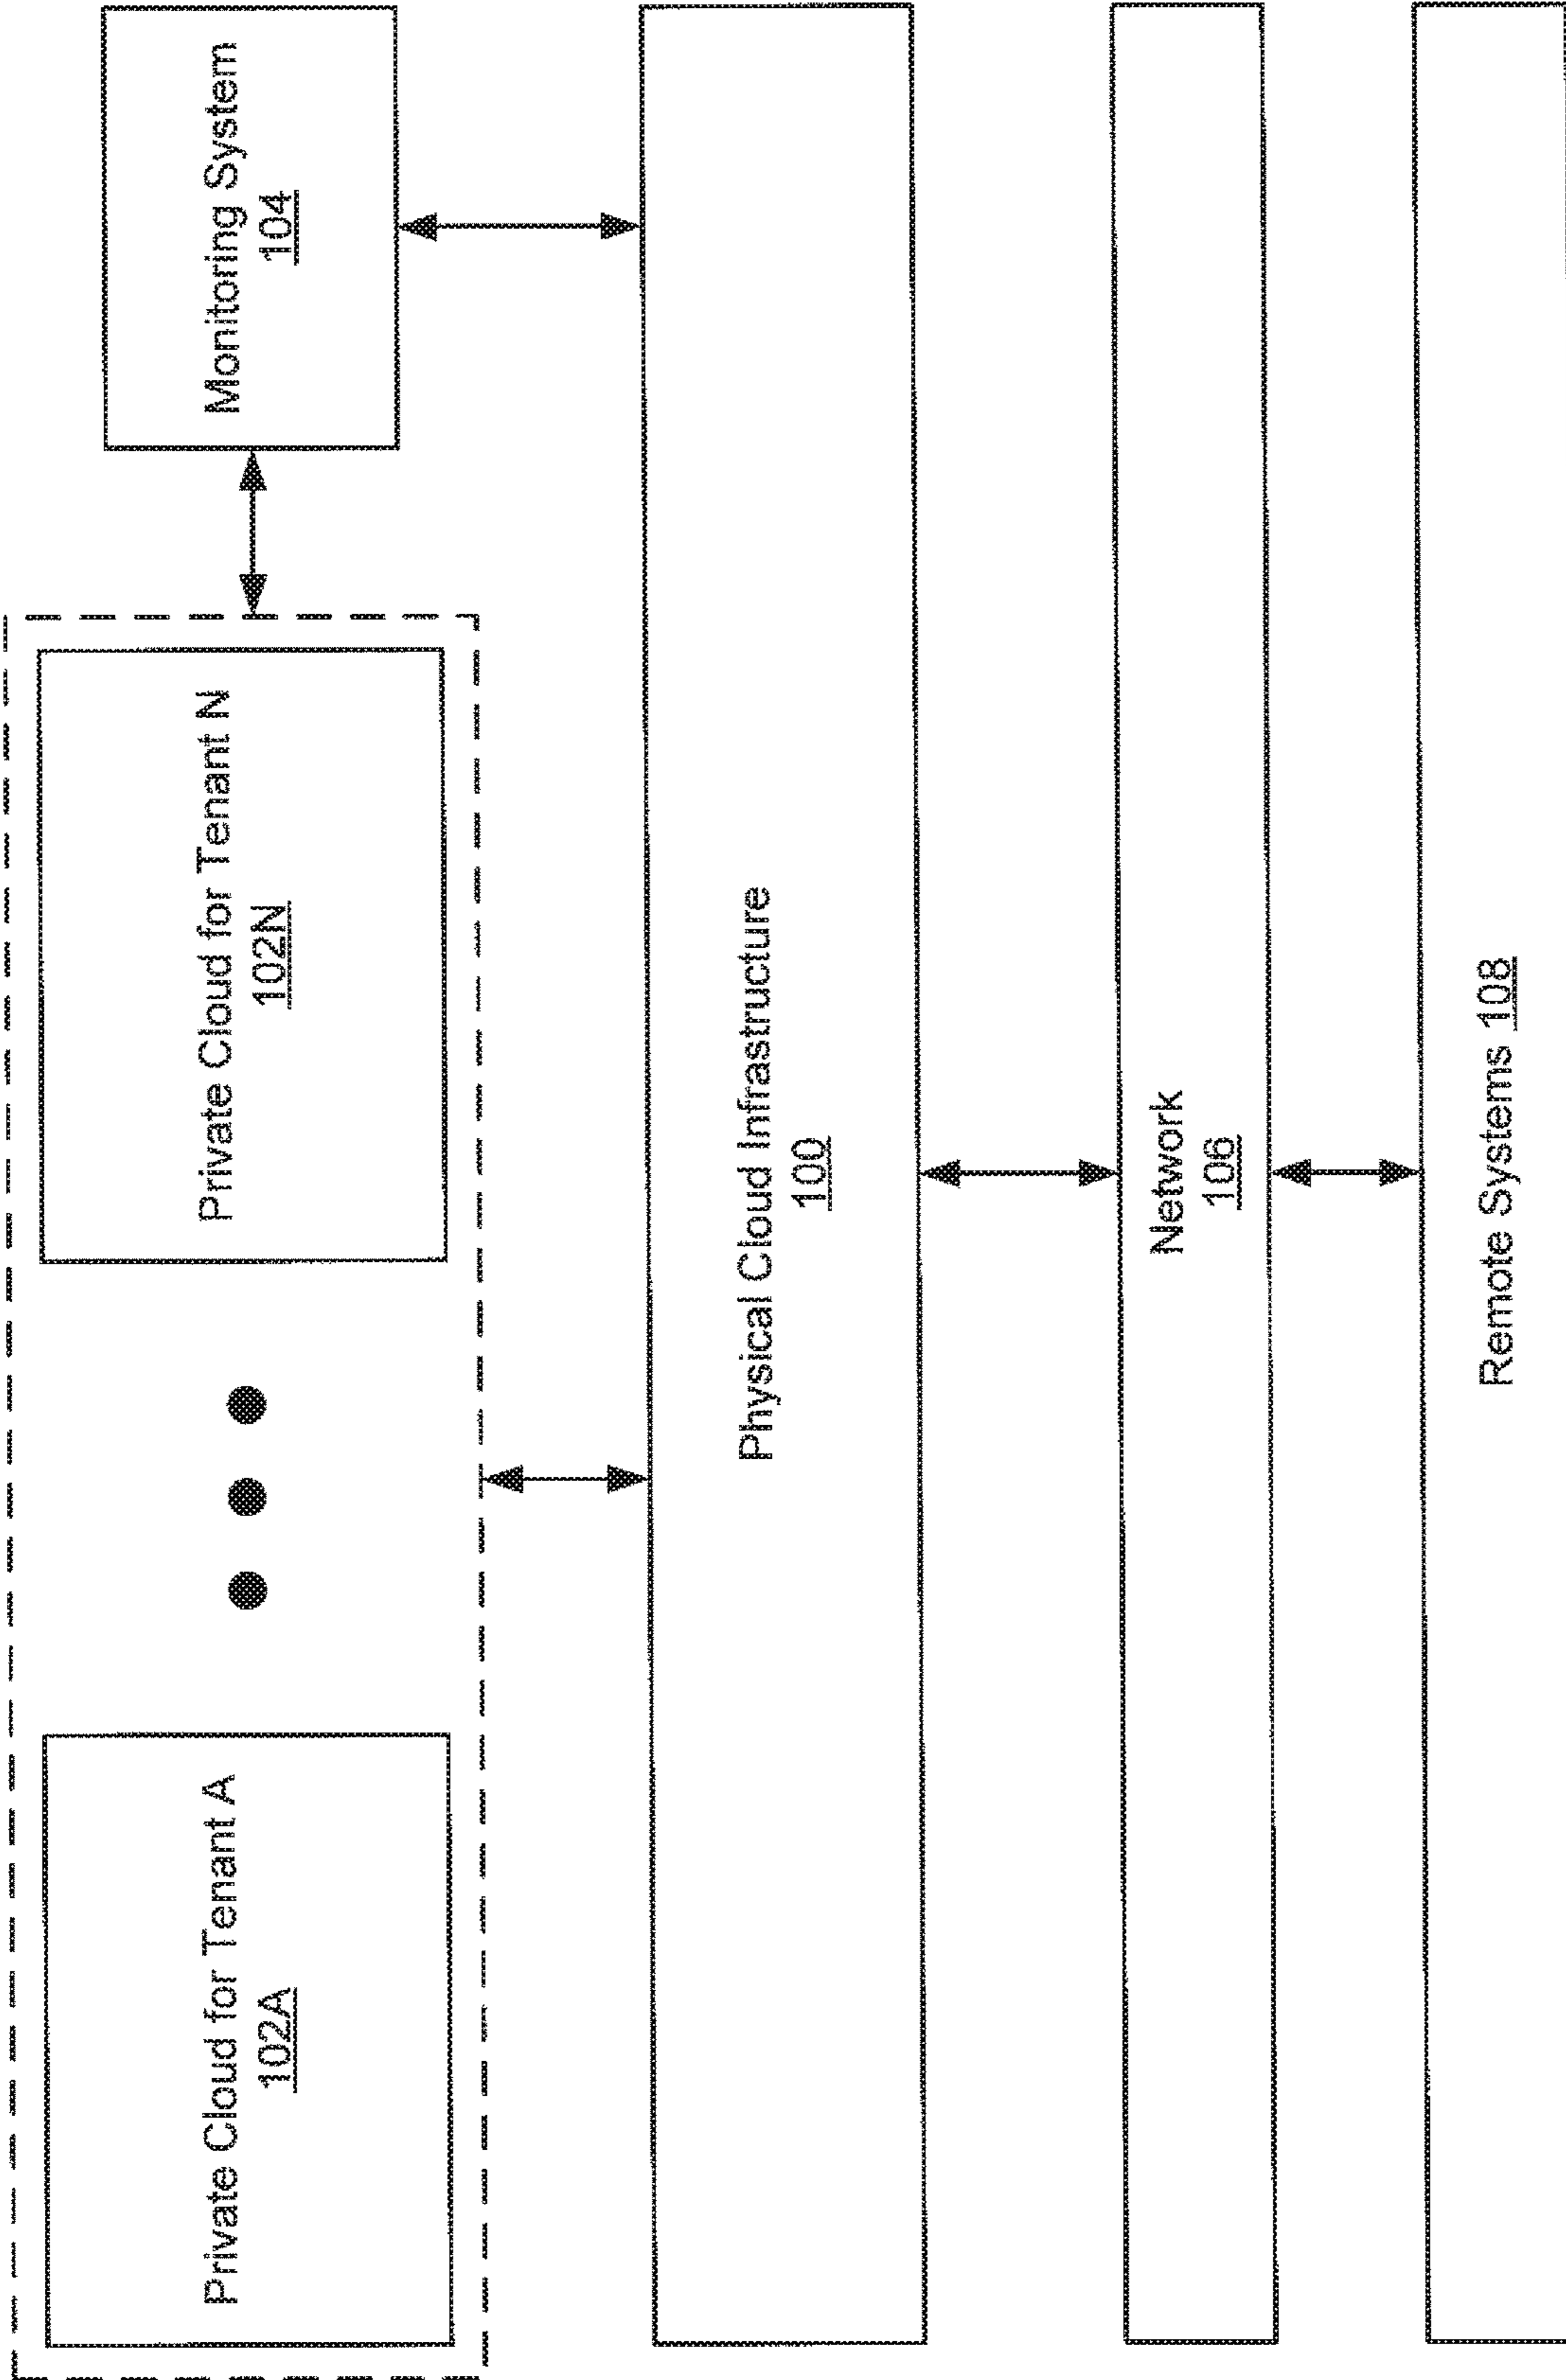 Private Cloud for Tenant A
102A
Private Cloud for Tenant N
102N
Monitoring System
104
Physical Cloud Infrastructure
100
Network
106
Remote Systems 108